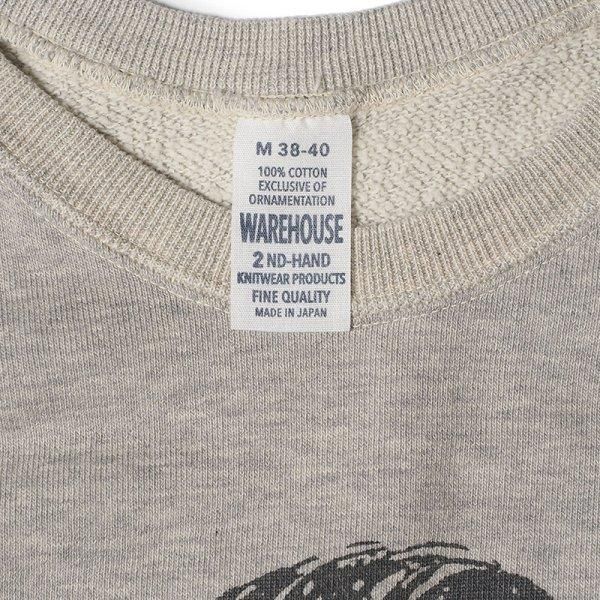 M 38-40
100% COTTON
EXCLUSIVE OF
ORNAMENTATION
WAREHOUSE
2 ND-HAND
KNITWEAR PRODUCTS
FINE QUALITY
MADE IN JAPAN